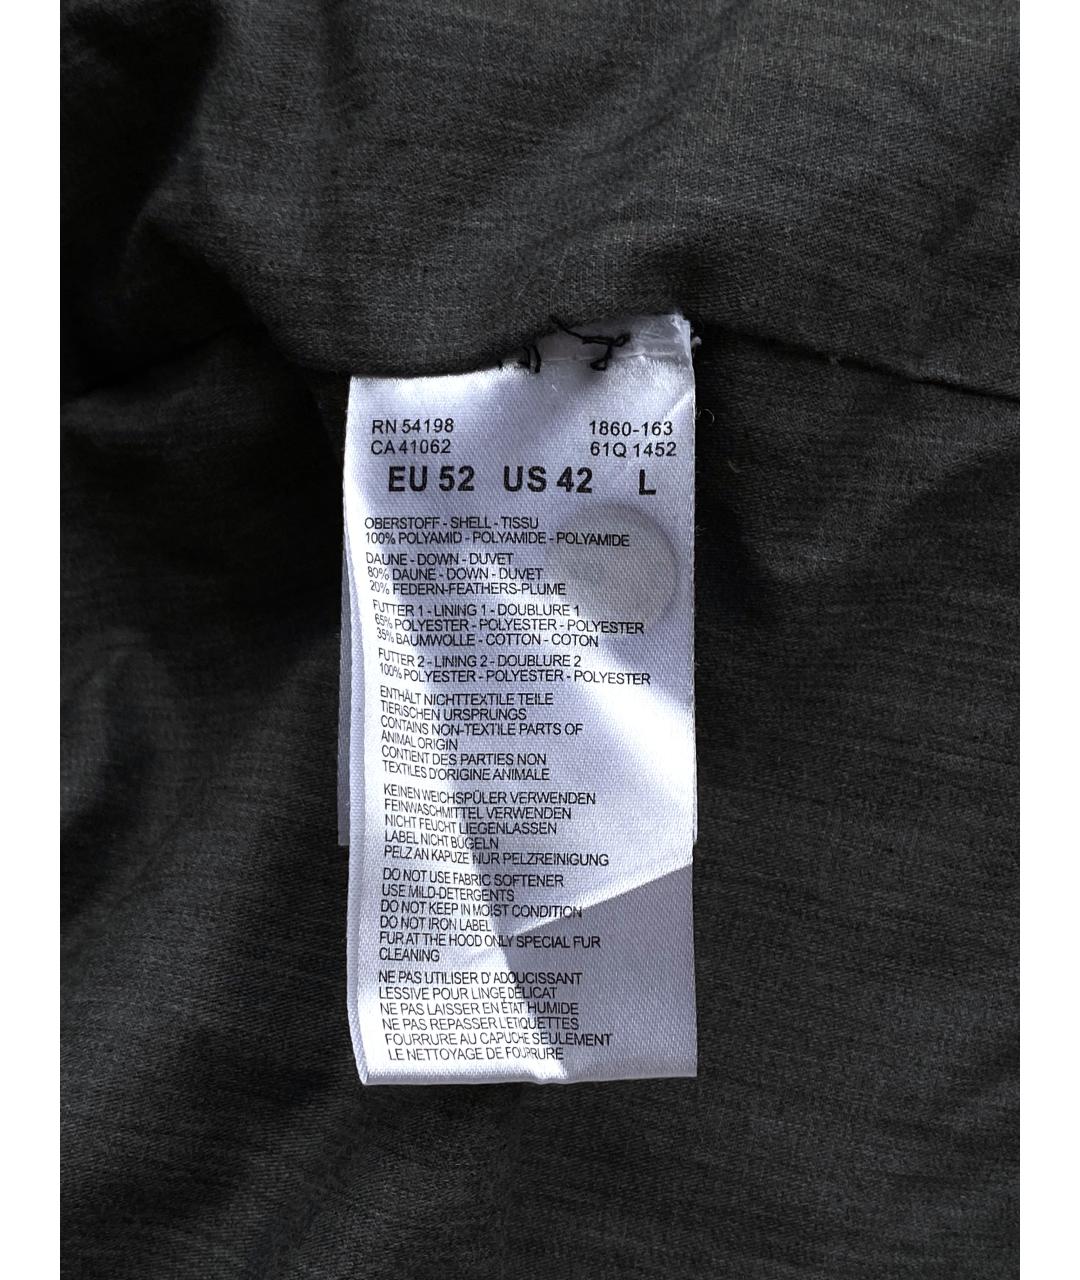 RN 54198 1860-163
CA 41062 61Q 1452
EU 52 US 42 L
OBERSTOFF - SHELL - TISSU
100% POLYAMID - POLYAMIDE - POLYAMIDE
DAUNE - DOWN - DUVET
80% DAUNE - DOWN - DUVET
20% FEDERN-FEATHERS-PLUME
FUTTER 1 - LINING 1 - DOUBLURE 1
65% POLYESTER - POLYESTER - POLYESTER
35% BAUMWOLLE - COTTON - COTON
FUTTER 2 - LINING 2 - DOUBLURE 2
100% POLYESTER - POLYESTER - POLYESTER
ENTHÄLT NICHTTEXTILE TEILE
TIERISCHEN URSPRUNGS
CONTAINS NON-TEXTILE PARTS OF
ANIMAL ORIGIN
CONTIENT DES PARTIES NON
TEXTILES D'ORIGINE ANIMALE
KEINEN WEICHSPÜLER VERWENDEN
FEINWASCHMITTEL VERWENDEN
NICHT FEUCHT LIEGENLASSEN
LABEL NICHT BÜGELN
PELZ AN KAPUZE NUR PELZREINIGUNG
DO NOT USE FABRIC SOFTENER
USE MILD-DETERGENTS
DO NOT KEEP IN MOIST CONDITION
DO NOT IRON LABEL
FUR AT THE HOOD ONLY SPECIAL FUR
CLEANING
NE PAS UTILISER D' ADOUCISSANT
LESSIVE POUR LINGE DÉLICAT
NE PAS LAISSER EN ÉTAT HUMIDE
NE PAS REPASSER L'ETIQUETTES
FOURRURE AU CAPUCHE SEULEMENT
LE NETTOYAGE DE FOURRURE